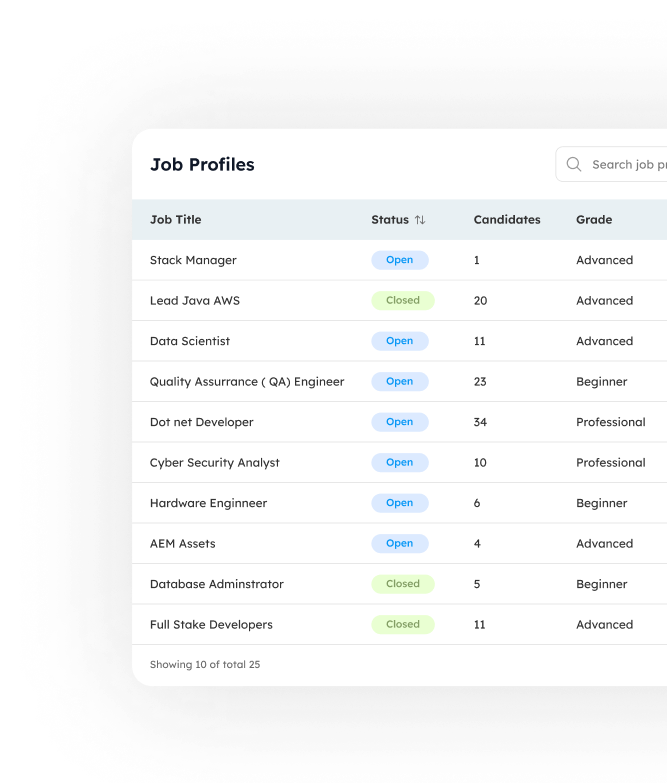 Job Profiles
Search job pr
Job Title Status Candidates Grade
Stack Manager Open 1 Advanced
Lead Java AWS Closed 20 Advanced
Data Scientist Open 11 Advanced
Quality Assurrance ( QA) Engineer Open 23 Beginner
Dot net Developer Open 34 Professional
Cyber Security Analyst Open 10 Professional
Hardware Enginneer Open 6 Beginner
AEM Assets Open 4 Advanced
Database Adminstrator Closed 5 Beginner
Full Stake Developers Closed 11 Advanced
Showing 10 of total 25